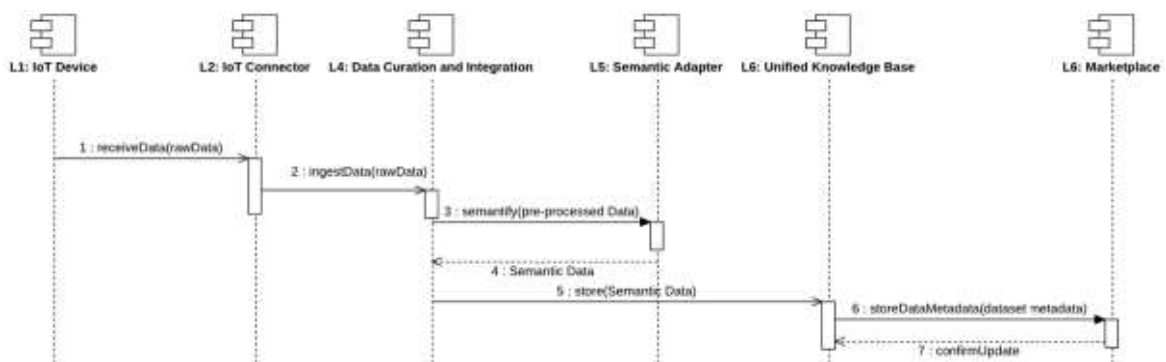 L1: IoT Device
L2: IoT Connector
L4: Data Curation and Integration
L5: Semantic Adapter
L6: Unified Knowledge Base
L6: Marketplace
1 : receiveData(rawData)
2 : ingestData(rawData)
3 : semantify(pre-processed Data)
4 : Semantic Data
5 : store(Semantic Data)
6 : storeDataMetadata(dataset metadata)
7 : confirmUpdate